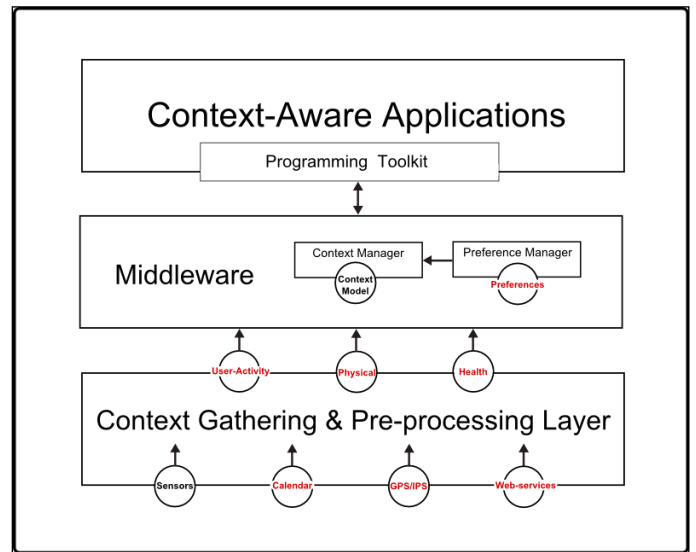 Context-Aware Applications
Programming Toolkit
Middleware
Context Manager
Context
Model
Preference Manager
Preferences
User-Activity
Physical
Health
Context Gathering & Pre-processing Layer
Sensors
Calendar
GPS/IPS
Web-services